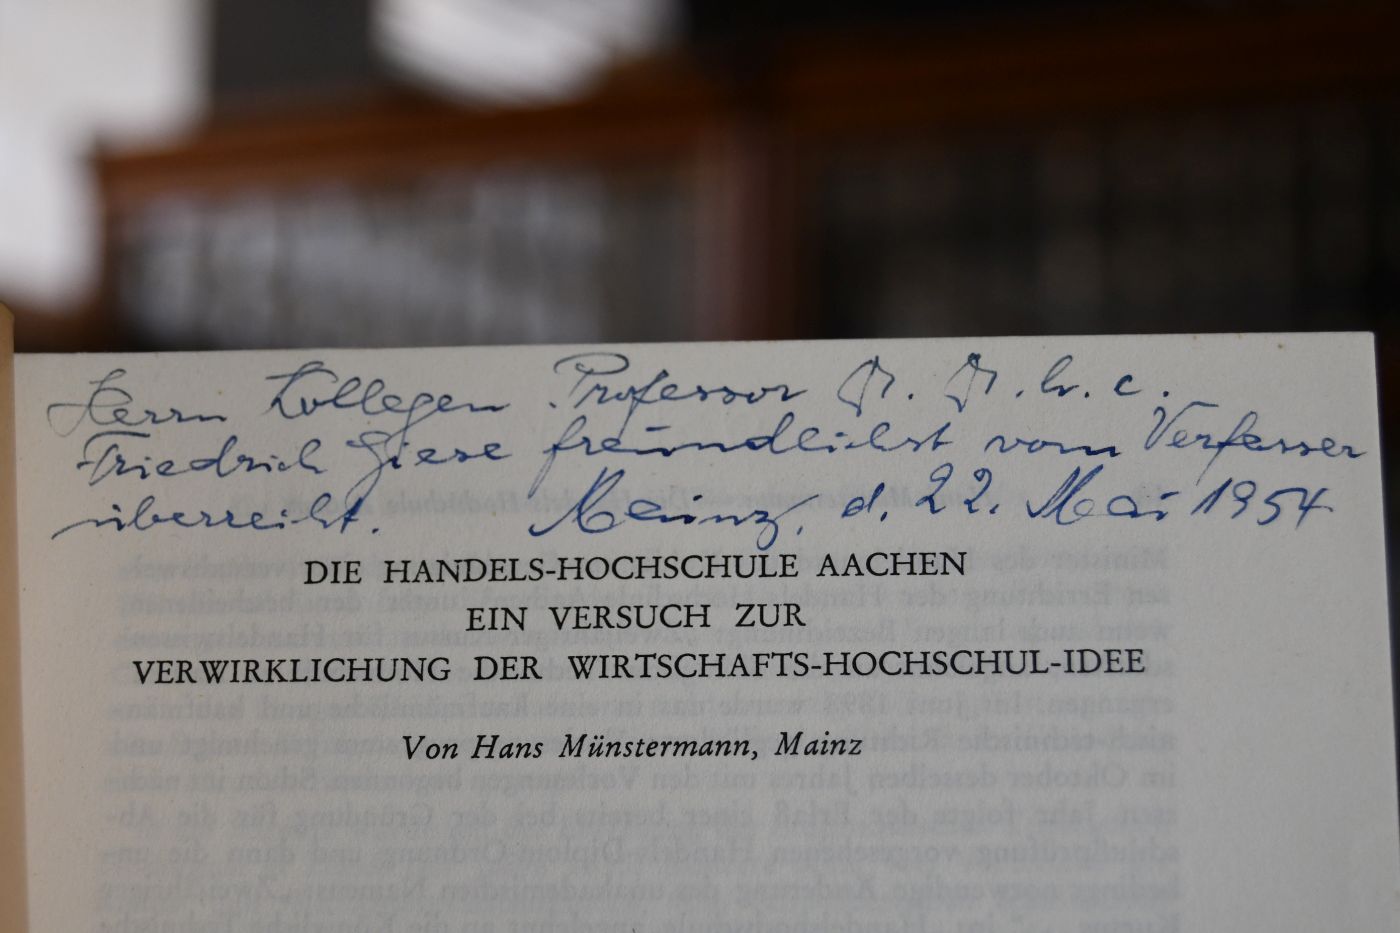 Herrn Kollegen Professor Dr. Dr. h. c.
Friedrich Giese freundlichst vom Verfasser
überreicht. Mainz, d. 22. Mai 1954
DIE HANDELS-HOCHSCHULE AACHEN
EIN VERSUCH ZUR
VERWIRKLICHUNG DER WIRTSCHAFTS-HOCHSCHUL-IDEE
Von Hans Münstermann, Mainz